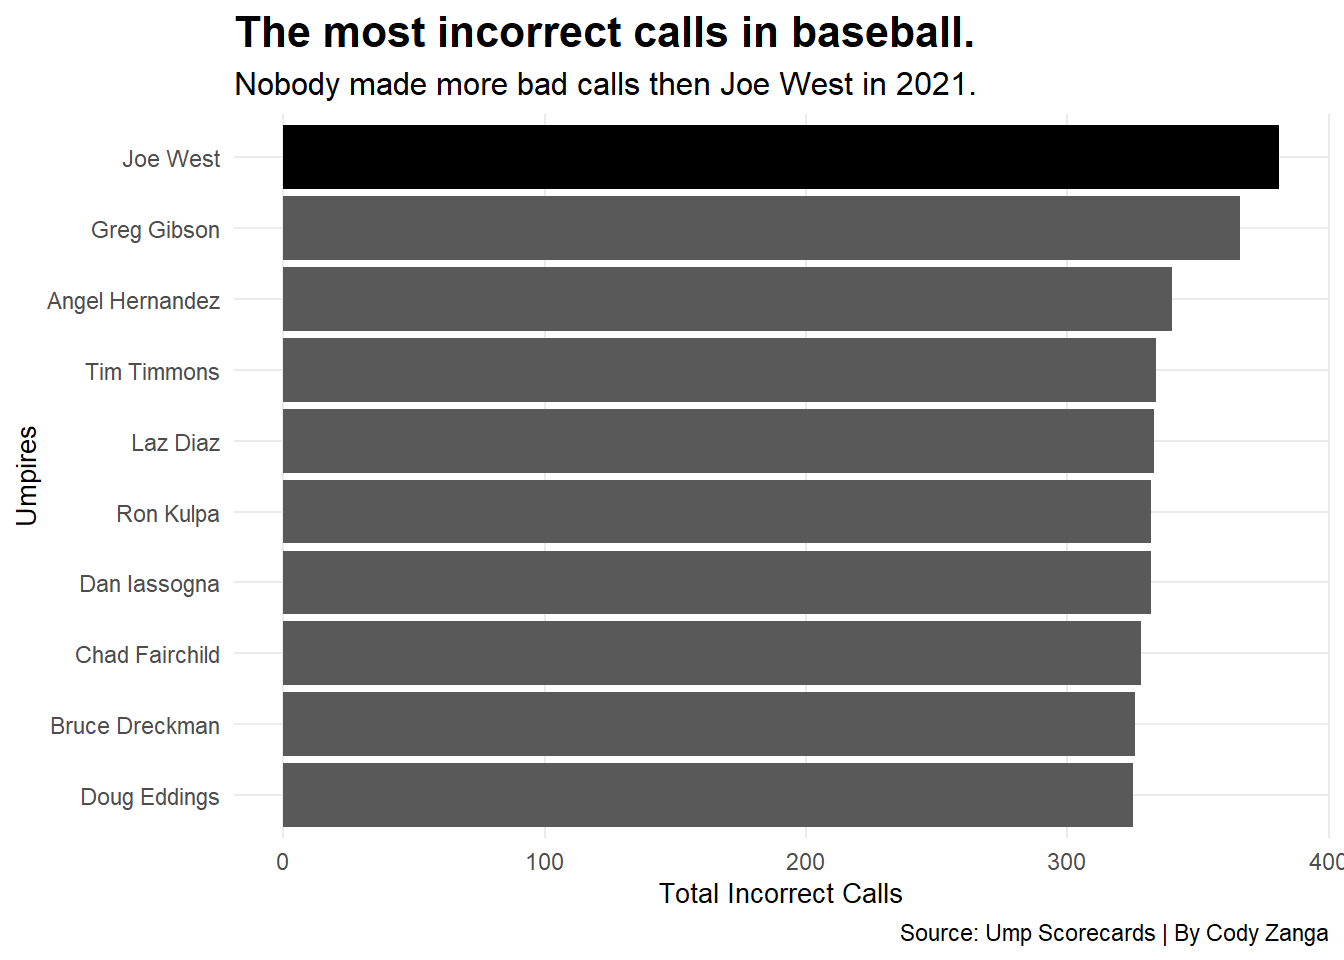 The most incorrect calls in baseball.
Nobody made more bad calls then Joe West in 2021.
Umpires
Joe West
Greg Gibson
Angel Hernandez
Tim Timmons
Laz Diaz
Ron Kulpa
Dan Iassogna
Chad Fairchild
Bruce Dreckman
Doug Eddings
0 100 200 300 400
Total Incorrect Calls
Source: Ump Scorecards | By Cody Zanga